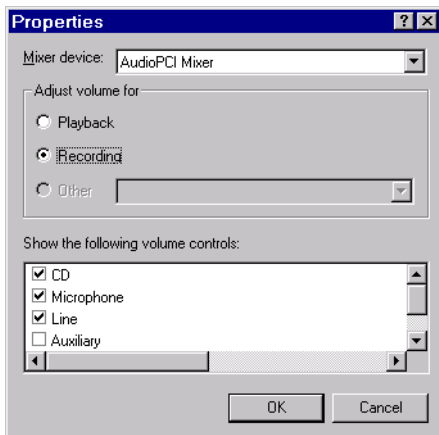 Properties
Mixer device: AudioPCI Mixer
Adjust volume for
Playback
Recording
Other
Show the following volume controls:
CD
Microphone
Line
Auxiliary
OK Cancel